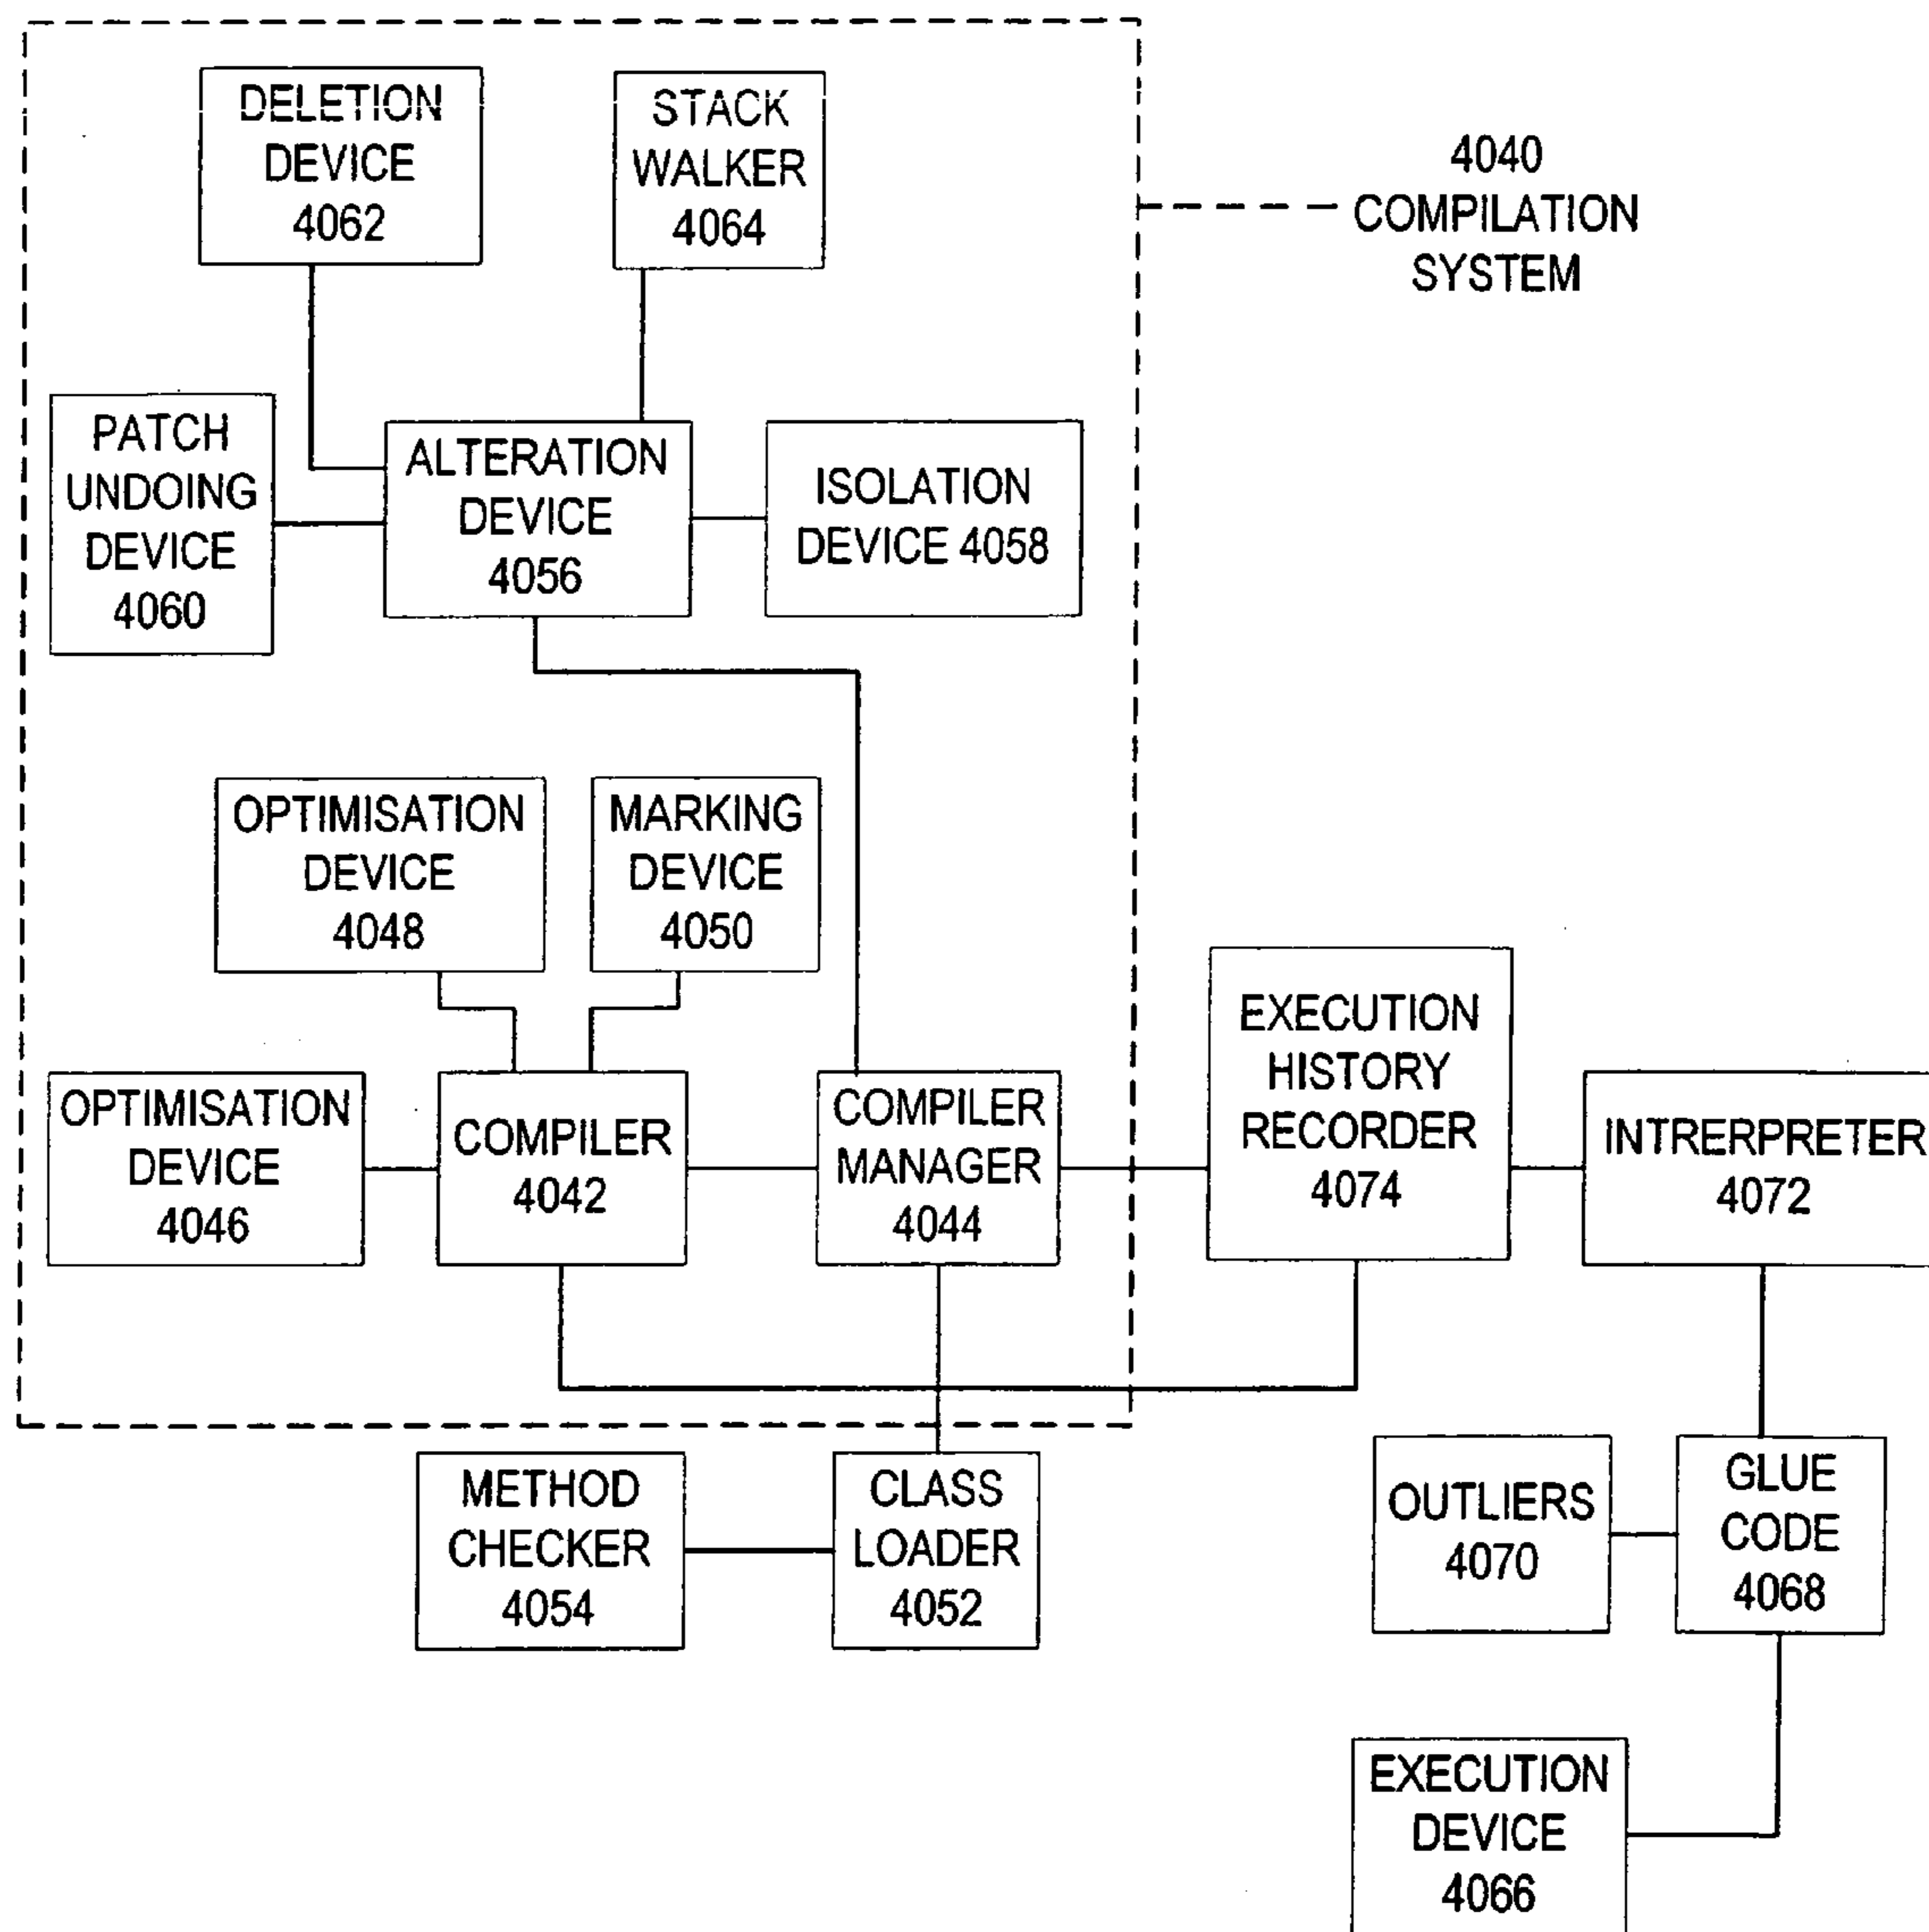 DELETION
DEVICE
4062
STACK
WALKER
4064
4040
COMPILATION
SYSTEM
PATCH
UNDOING
DEVICE
4060
ALTERATION
DEVICE
4056
ISOLATION
DEVICE 4058
OPTIMISATION
DEVICE
4048
MARKING
DEVICE
4050
OPTIMISATION
DEVICE
4046
COMPILER
4042
COMPILER
MANAGER
4044
EXECUTION
HISTORY
RECORDER
4074
INTRERPRETER
4072
METHOD
CHECKER
4054
CLASS
LOADER
4052
OUTLIERS
4070
GLUE
CODE
4068
EXECUTION
DEVICE
4066